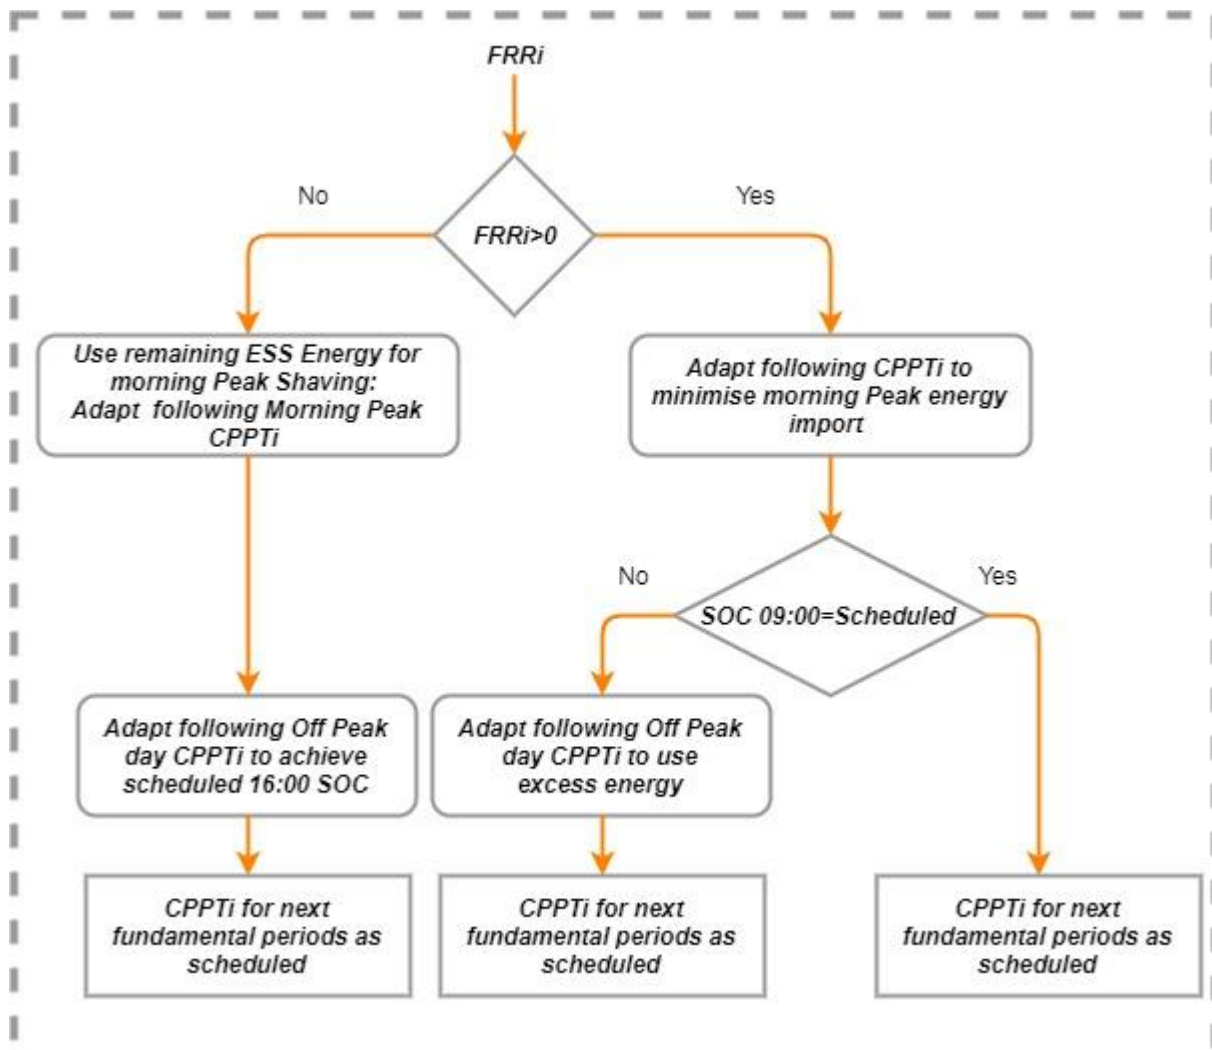 FRRi
No
Yes
FRRi>0
Use remaining ESS Energy for
morning Peak Shaving:
Adapt following Morning Peak
CPPTi
Adapt following CPPTi to
minimise morning Peak energy
import
No
Yes
SOC 09:00=Scheduled
Adapt following Off Peak
day CPPTi to achieve
scheduled 16:00 SOC
Adapt following Off Peak
day CPPTi to use
excess energy
CPPTi for next
fundamental periods as
scheduled
CPPTi for next
fundamental periods as
scheduled
CPPTi for next
fundamental periods as
scheduled